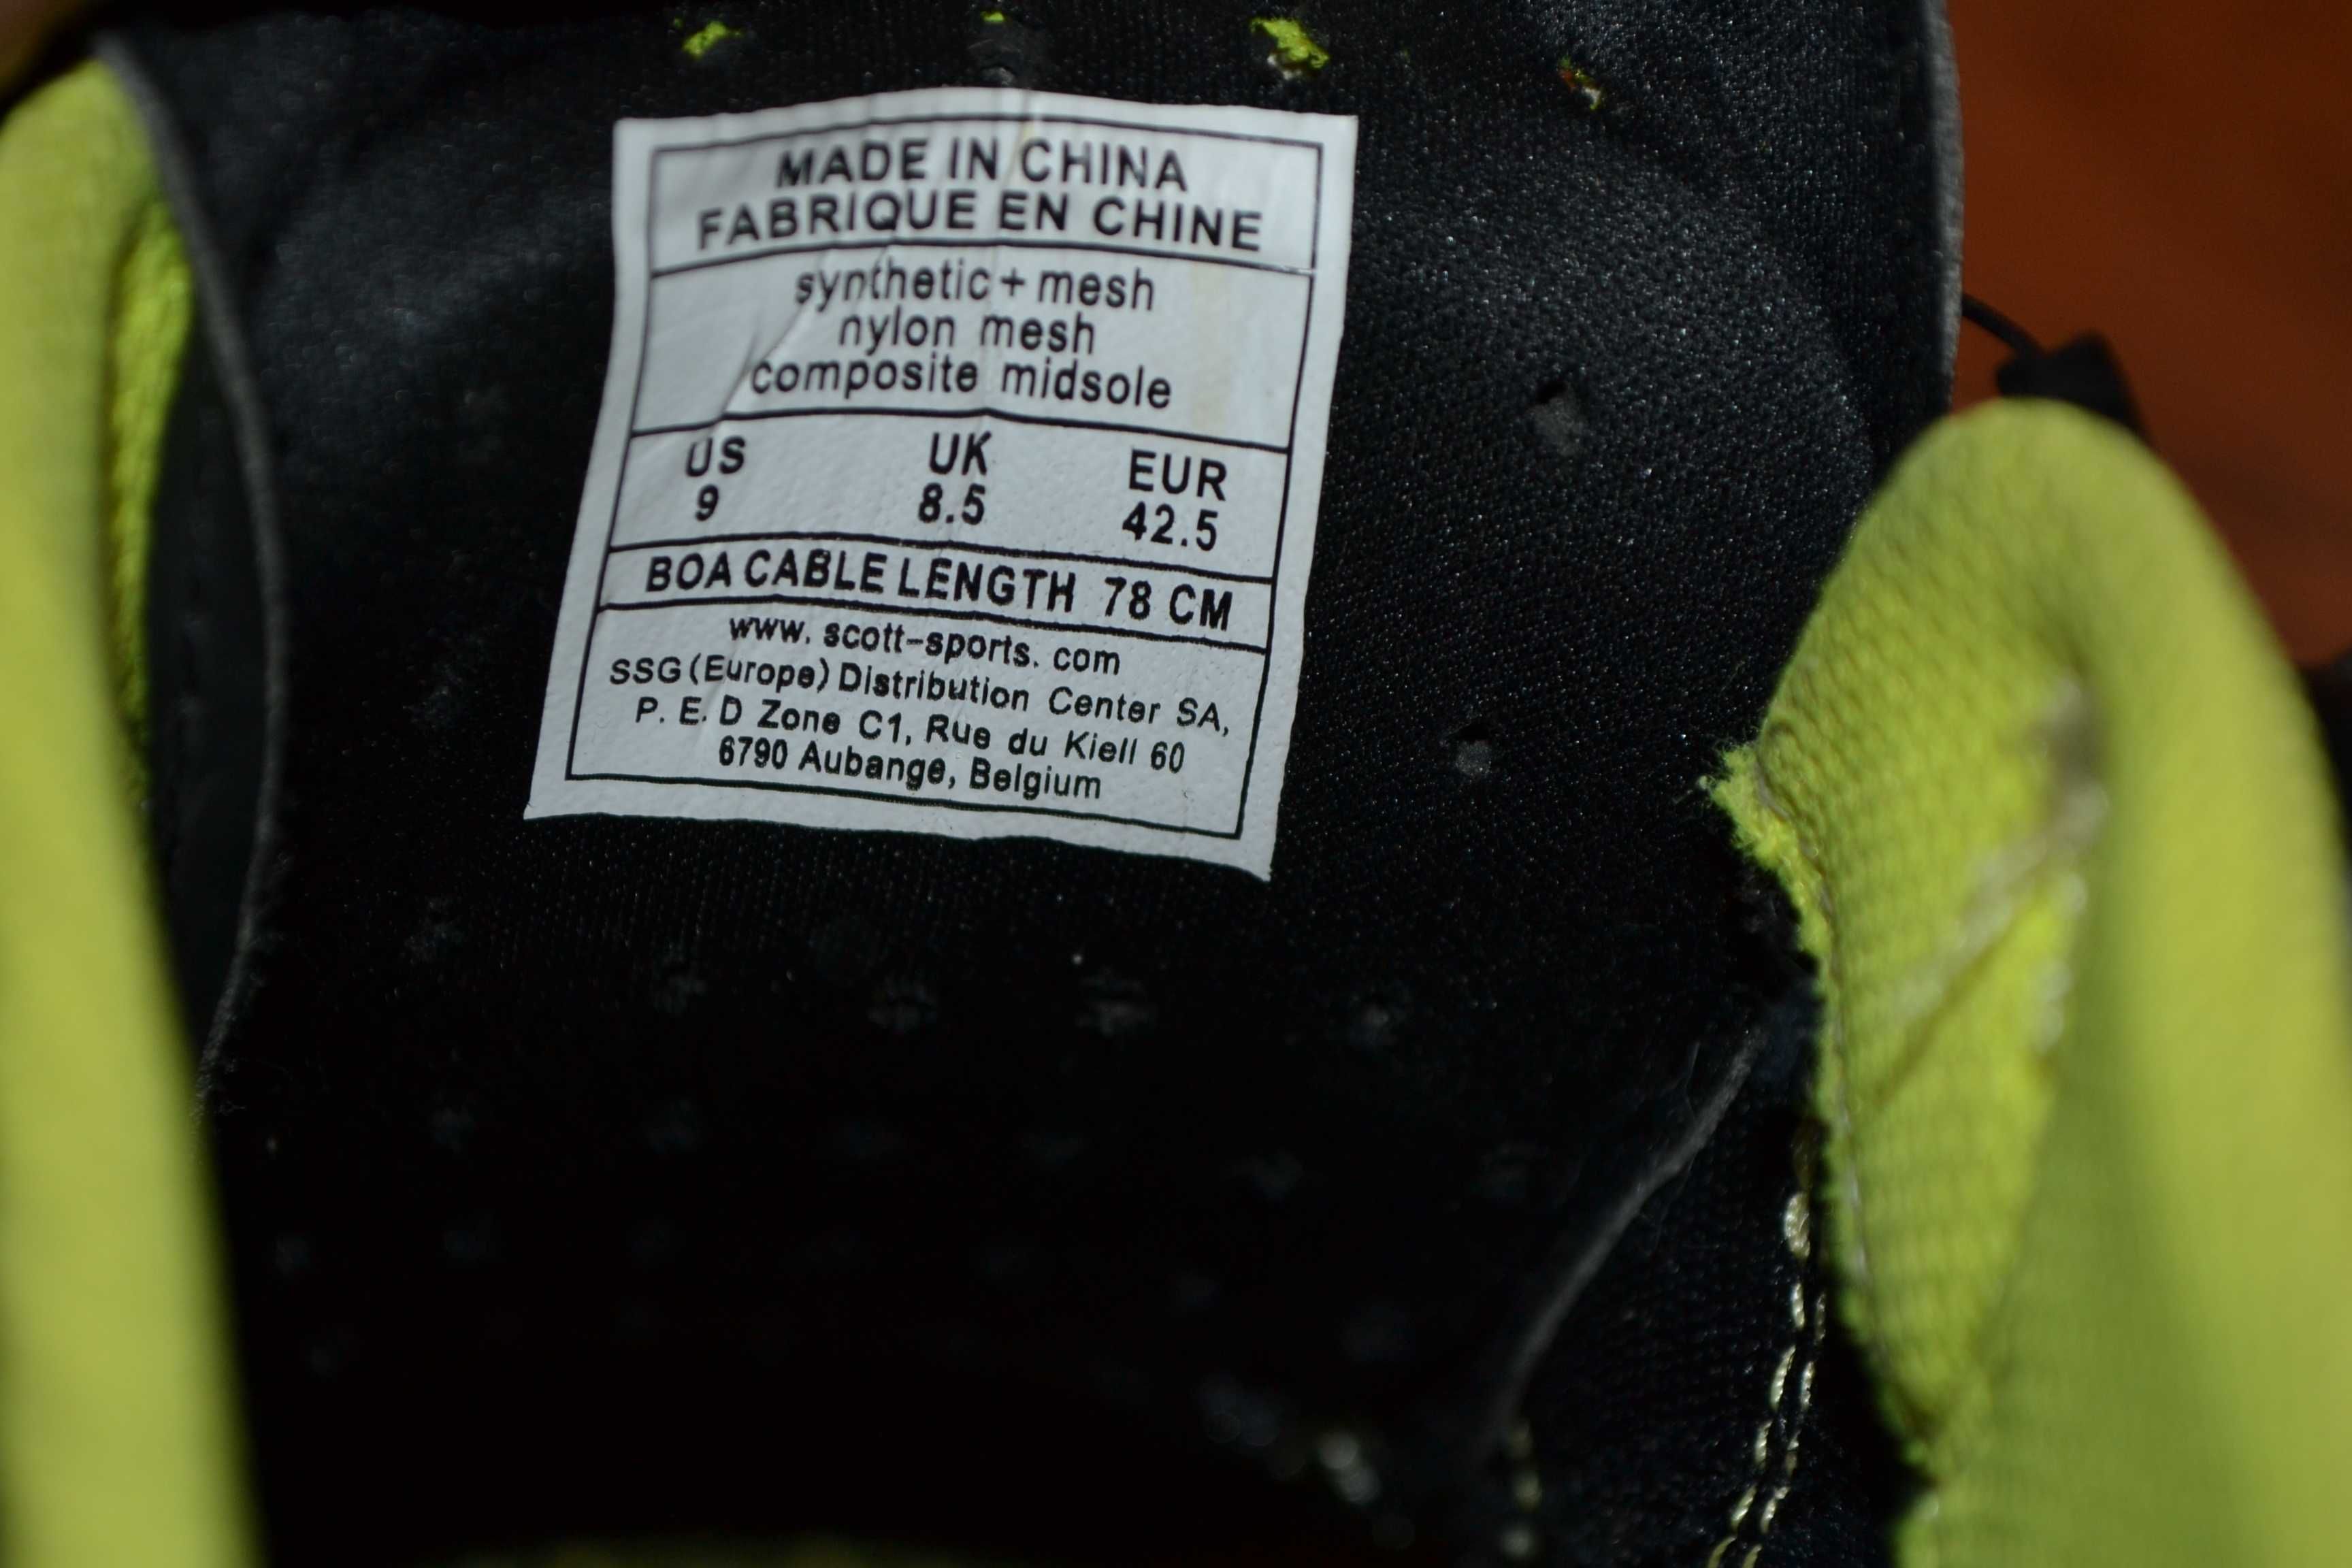 MADE IN CHINA
FABRIQUE EN CHINE
synthetic + mesh
nylon mesh
composite midsole
US UK EUR
9 8.5 42.5
BOA CABLE LENGTH 78 CM
www. scott-sports. com
SSG (Europe) Distribution Center SA,
P. E. D Zone C1, Rue du Kiell 60
6790 Aubange, Belgium